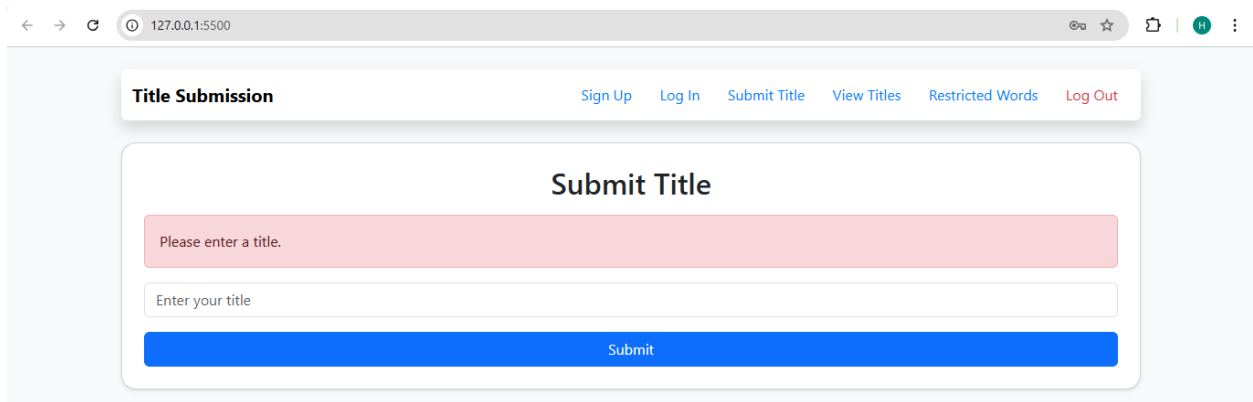 127.0.0.1:5500
H
Title Submission Sign Up Log In Submit Title View Titles Restricted Words Log Out
Submit Title
Please enter a title.
Enter your title
Submit